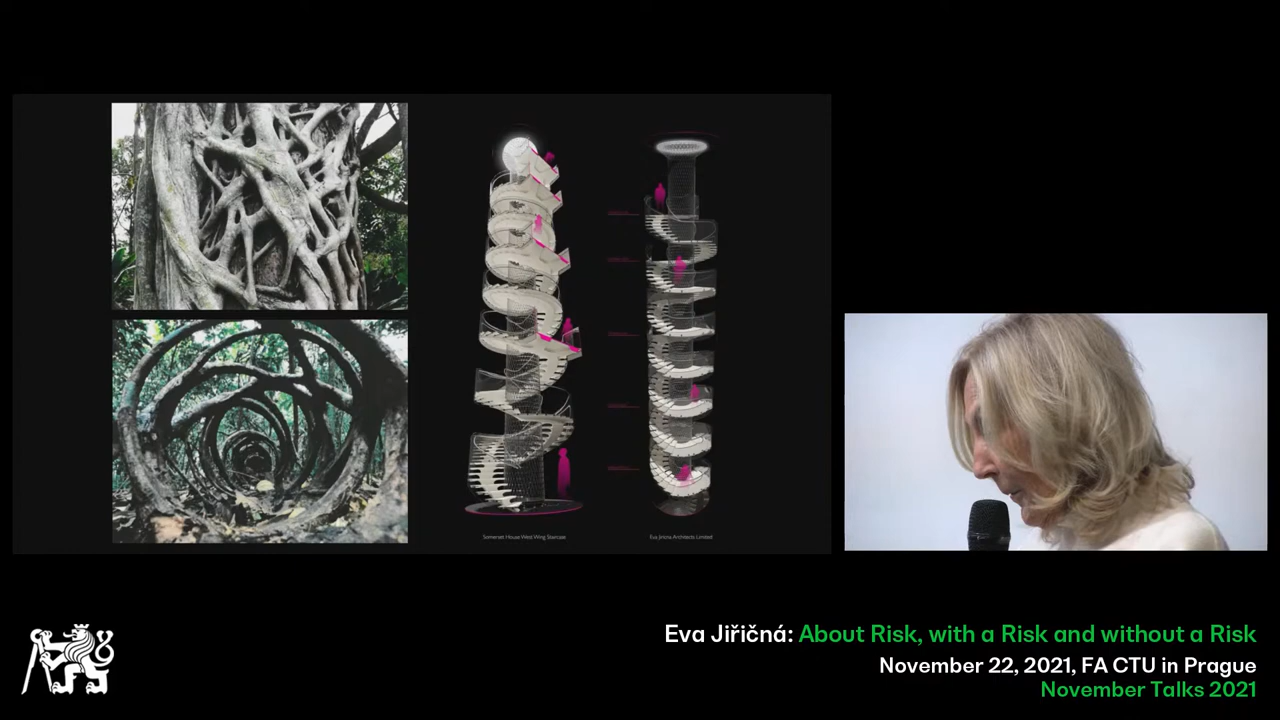 Somerset House West Wing Staircase
Eva Jiricna Architects Limited
Eva Jiřičná: About Risk, with a Risk and without a Risk
November 22, 2021, FA CTU in Prague
November Talks 2021